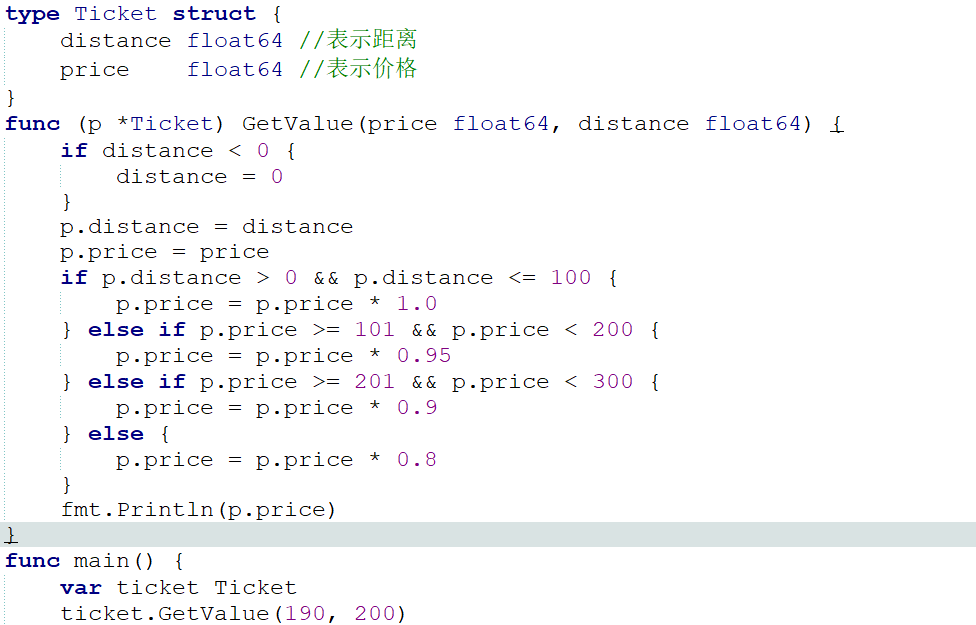 type Ticket struct {
    distance float64 //表示距离
    price    float64 //表示价格
}
func (p *Ticket) GetValue(price float64, distance float64) {
    if distance < 0 {
        distance = 0
    }
    p.distance = distance
    p.price = price
    if p.distance > 0 && p.distance <= 100 {
        p.price = p.price * 1.0
    } else if p.price >= 101 && p.price < 200 {
        p.price = p.price * 0.95
    } else if p.price >= 201 && p.price < 300 {
        p.price = p.price * 0.9
    } else {
        p.price = p.price * 0.8
    }
    fmt.Println(p.price)
}
func main() {
    var ticket Ticket
    ticket.GetValue(190, 200)